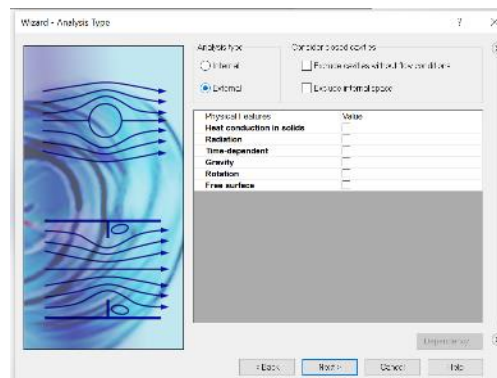 Wizard - Analysis Type
?
Analysis type
Consider closed cavities
Internal
Exclude cavities without flow conditions
External
Exclude internal space
Physical Features
Value
Heat conduction in solids
Radiation
Time-dependent
Gravity
Rotation
Free surface
Dependency
< Back
Next >
Cancel
Help